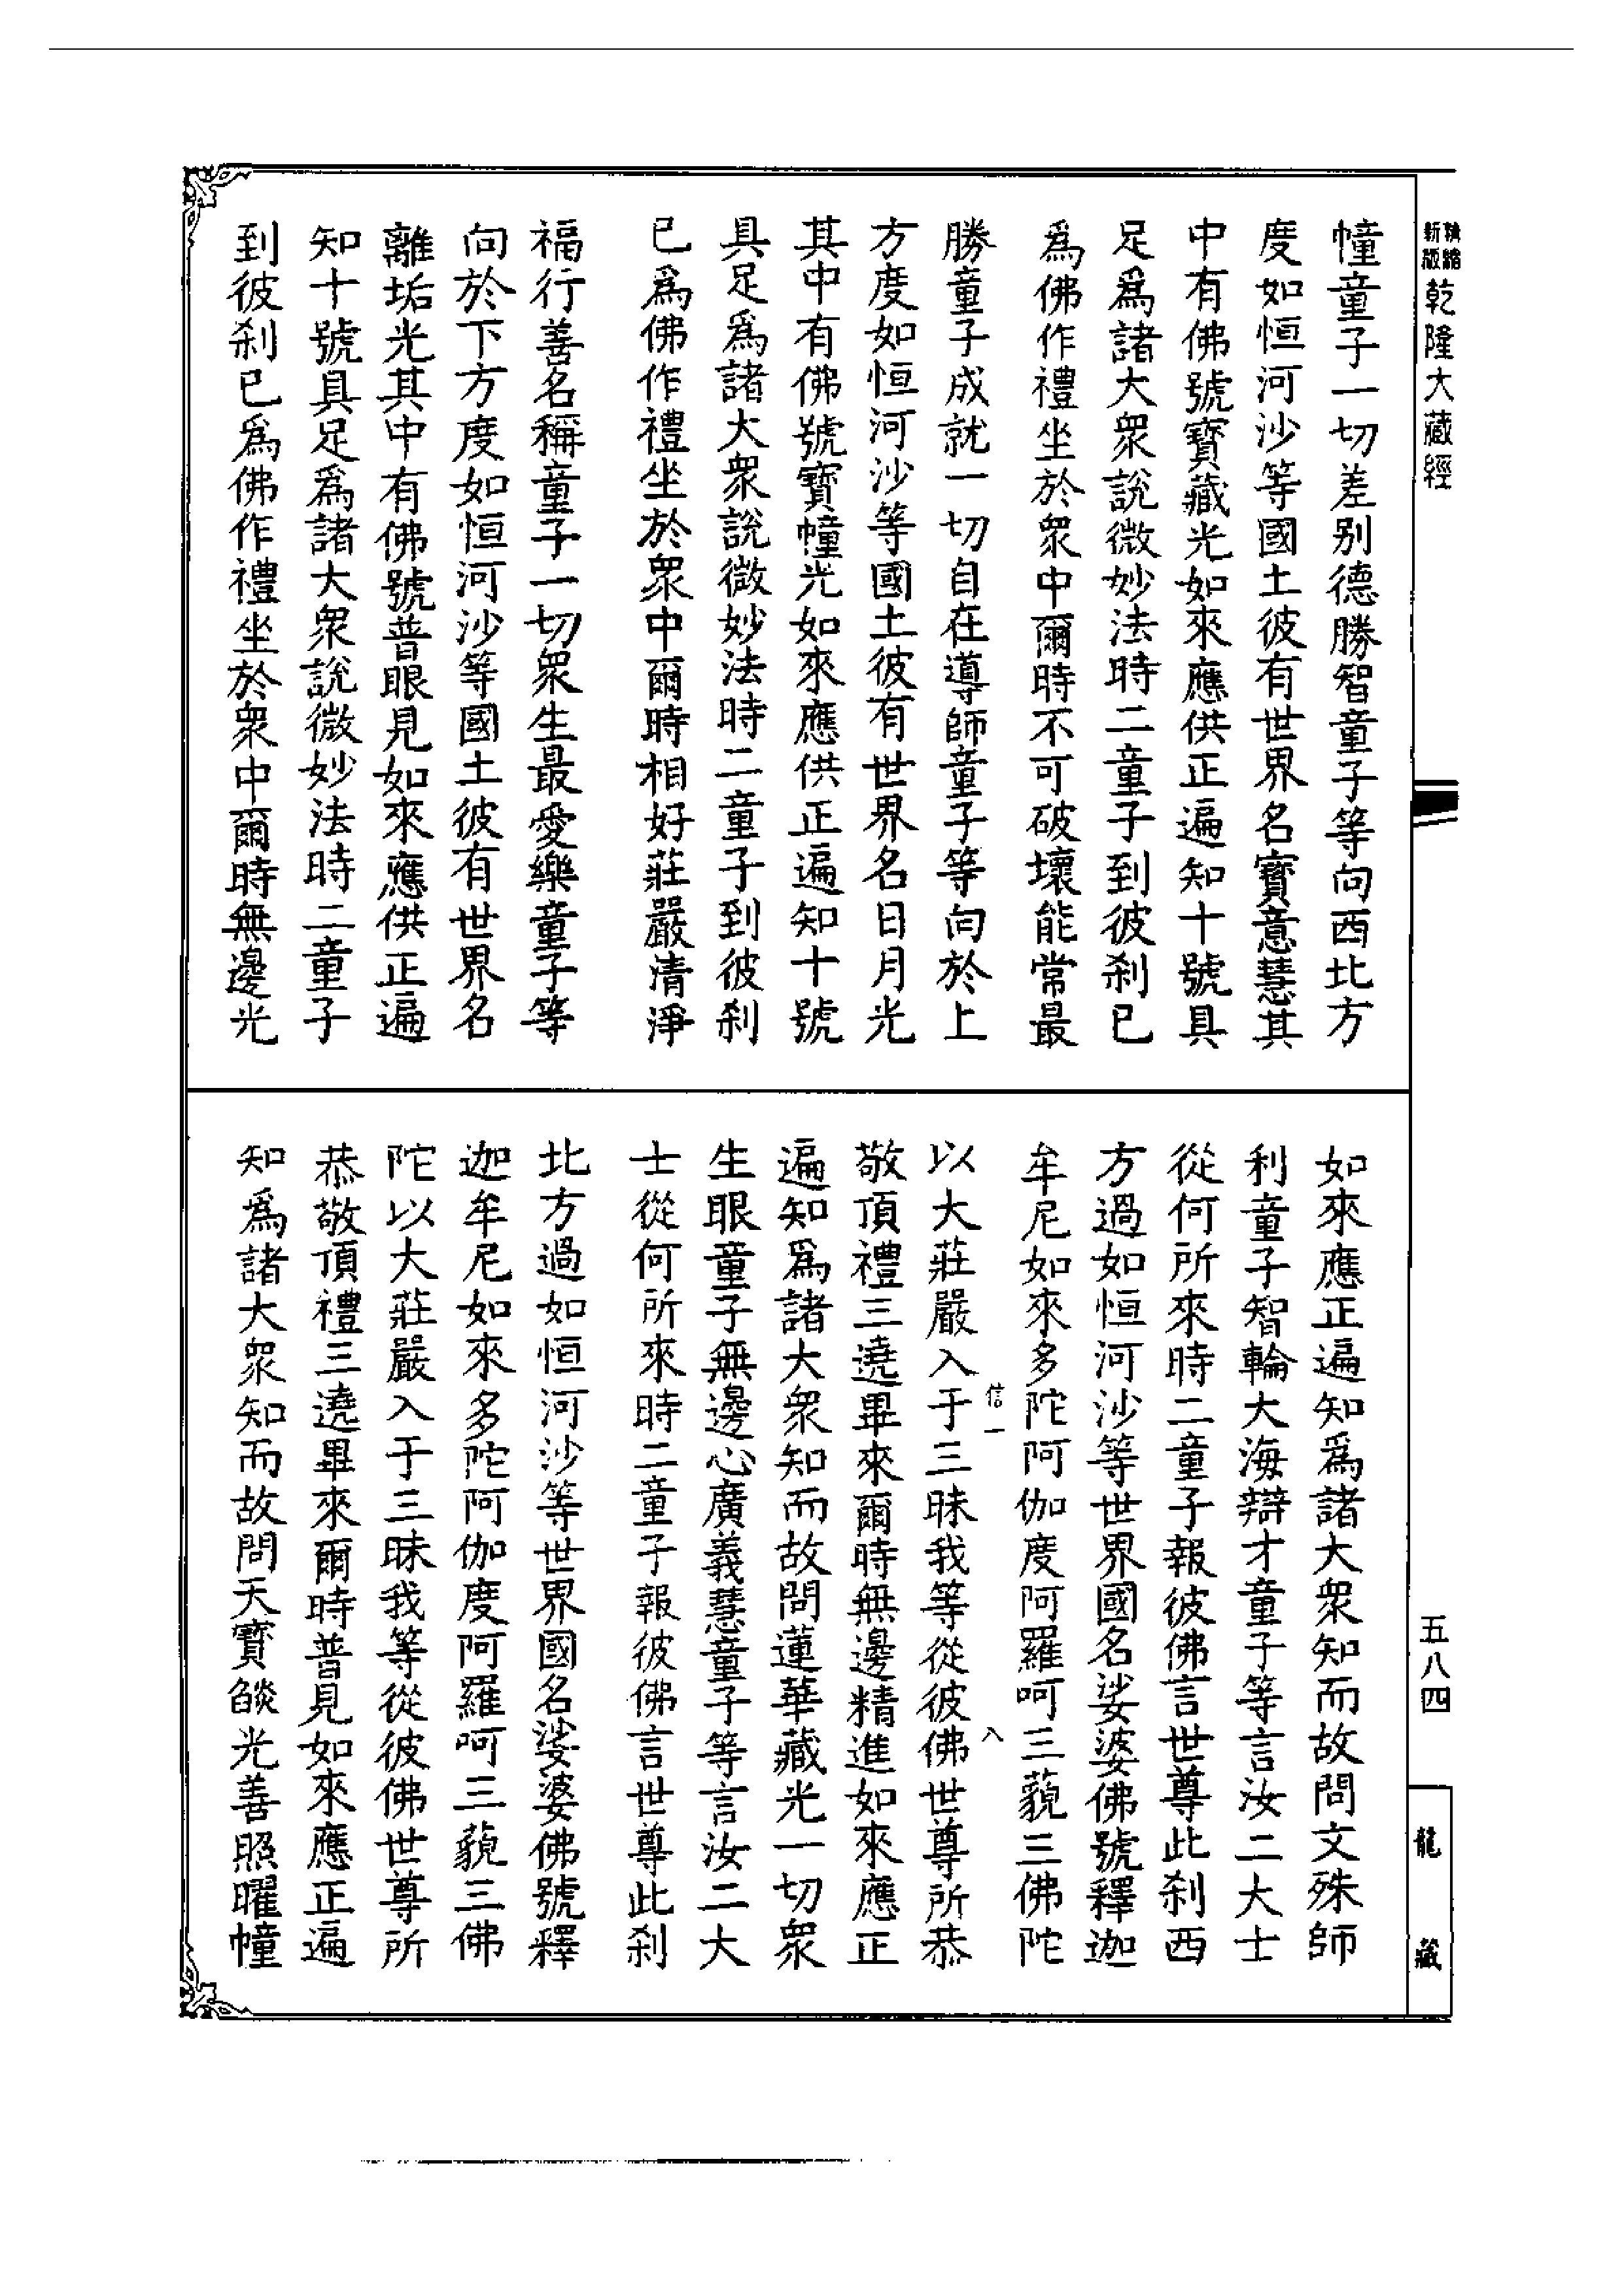 精縮
新版
乾隆大藏經
幢童子一切差別德勝智童子等向西北方
度如恒河沙等國土彼有世界名寶意慧其
中有佛號寶藏光如來應供正遍知十號具
足爲諸大衆說微妙法時二童子到彼剎已
爲佛作禮坐於衆中爾時不可破壞能常最
勝童子成就一切自在導師童子等向於上
方度如恒河沙等國土彼有世界名日月光
其中有佛號寶幢光如來應供正遍知十號
具足爲諸大衆說微妙法時二童子到彼剎
已爲佛作禮坐於衆中爾時相好莊嚴清淨
福行善名稱童子一切衆生最愛樂童子等
向於下方度如恒河沙等國土彼有世界名
離垢光其中有佛號普眼見如來應供正遍
知十號具足爲諸大衆說微妙法時二童子
到彼剎已爲佛作禮坐於衆中爾時無邊光
如來應正遍知爲諸大衆知而故問文殊師
利童子智輪大海辯才童子等言汝二大士
從何所來時二童子報彼佛言世尊此剎西
方過如恒河沙等世界國名娑婆佛號釋迦
牟尼如來多陀阿伽度阿羅呵三藐三佛陀
信一
八
以大莊嚴入于三昧我等從彼佛世尊所恭
敬頂禮三遶畢來爾時無邊精進如來應正
遍知爲諸大衆知而故問蓮華藏光一切衆
生眼童子無邊心廣義慧童子等言汝二大
士從何所來時二童子報彼佛言世尊此剎
北方過如恒河沙等世界國名娑婆佛號釋
迦牟尼如來多陀阿伽度阿羅呵三藐三佛
陀以大莊嚴入于三昧我等從彼佛世尊所
恭敬頂禮三遶畢來爾時普見如來應正遍
知爲諸大衆知而故問天寶燄光善照曜幢
五八四
龍藏